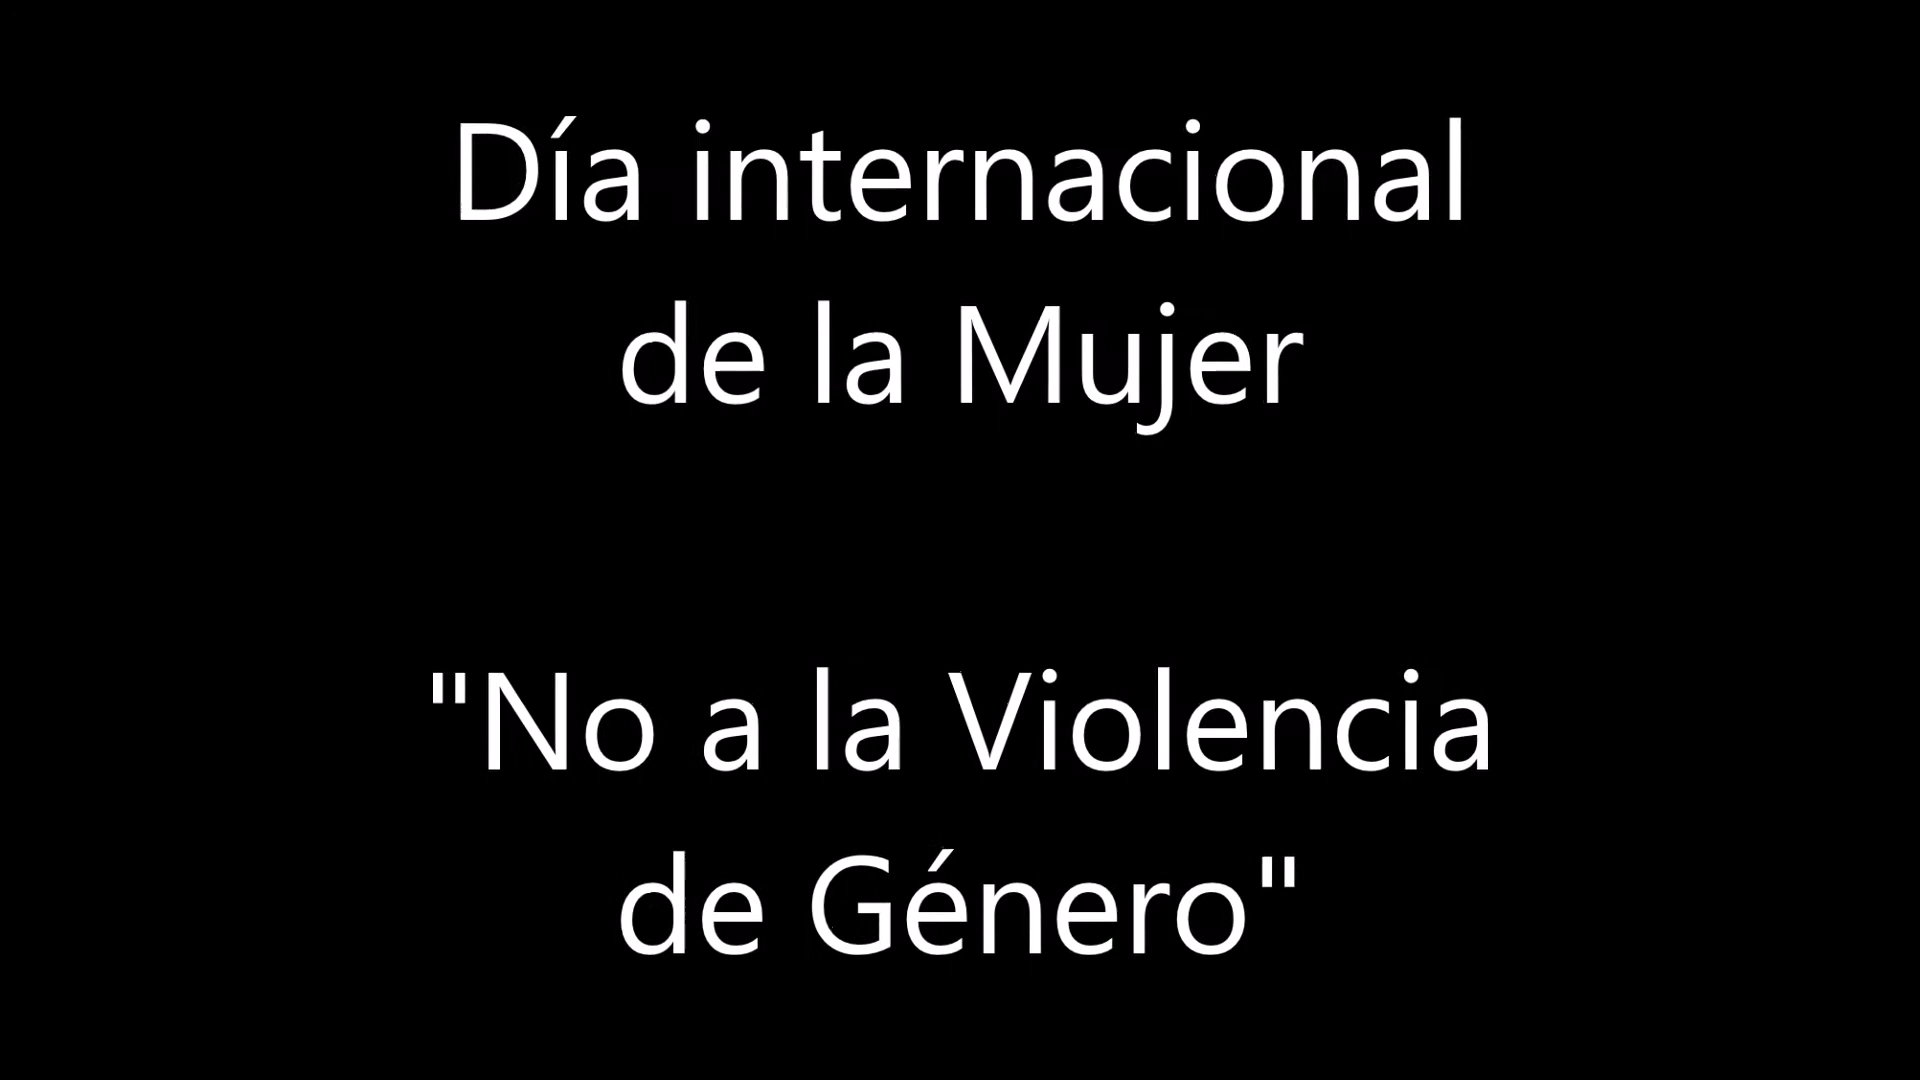 Día internacional
de la Mujer
"No a la Violencia
de Género"